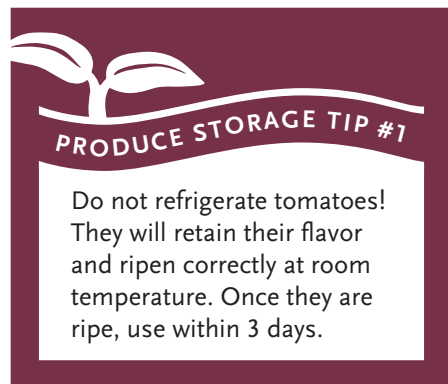 PRODUCE STORAGE TIP #1
Do not refrigerate tomatoes!
They will retain their flavor
and ripen correctly at room
temperature. Once they are
ripe, use within 3 days.